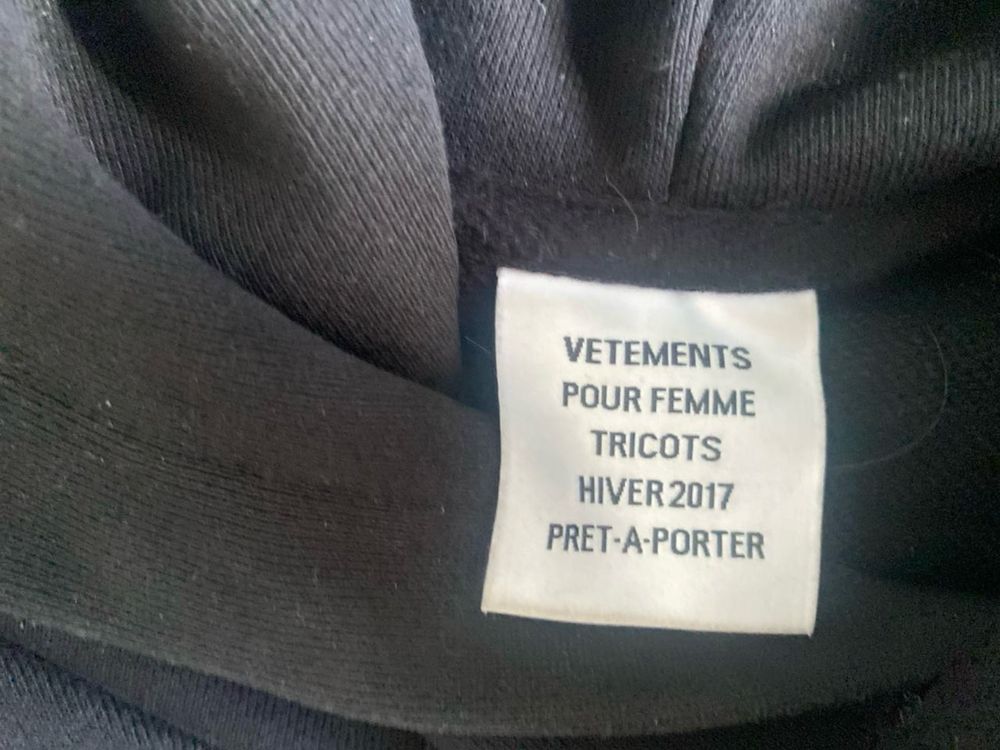 VETEMENTS
POUR FEMME
TRICOTS
HIVER 2017
PRET-A-PORTER